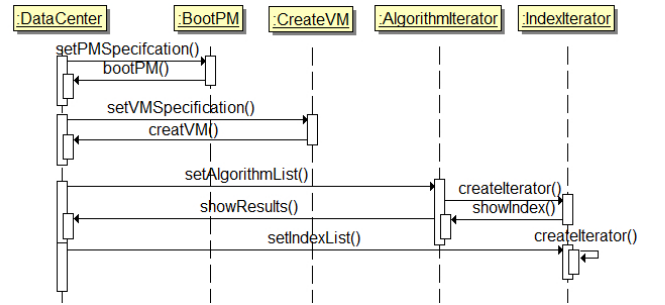 :DataCenter :BootPM :CreateVM :AlgorithmIterator :IndexIterator
setPMSpecifcation()
bootPM()
setVMSpecification()
creatVM()
setAlgorithmList()
createIterator()
showResults()
showIndex()
setIndexList()
createIterator()